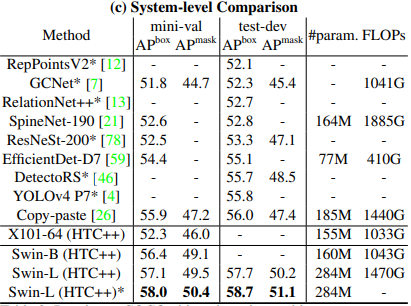 (c) System-level Comparison
Method mini-val test-dev #param. FLOPs
AP^box AP^mask AP^box AP^mask
RepPointsV2* [12] - - 52.1 - - -
GCNet* [7] 51.8 44.7 52.3 45.4 - 1041G
RelationNet++* [13] - - 52.7 - - -
SpineNet-190 [21] 52.6 - 52.8 - 164M 1885G
ResNeSt-200* [78] 52.5 - 53.3 47.1 - -
EfficientDet-D7 [59] 54.4 - 55.1 - 77M 410G
DetectoRS* [46] - - 55.7 48.5 - -
YOLOv4 P7* [4] - - 55.8 - - -
Copy-paste [26] 55.9 47.2 56.0 47.4 185M 1440G
X101-64 (HTC++) 52.3 46.0 - - 155M 1033G
Swin-B (HTC++) 56.4 49.1 - - 160M 1043G
Swin-L (HTC++) 57.1 49.5 57.7 50.2 284M 1470G
Swin-L (HTC++)* 58.0 50.4 58.7 51.1 284M -